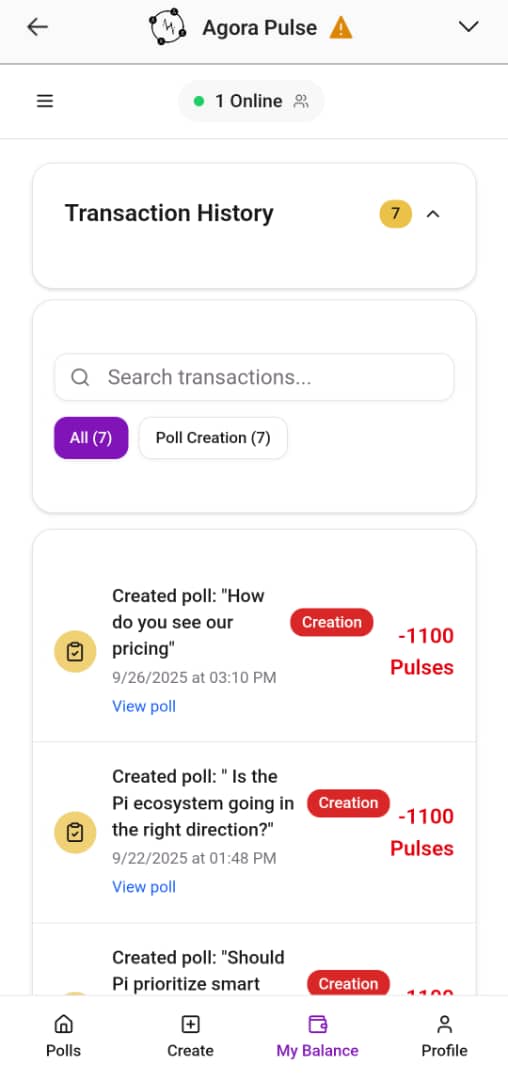 Agora Pulse
1 Online
Transaction History
7
Search transactions...
All (7)
Poll Creation (7)
Created poll: "How
do you see our
pricing"
Creation
-1100
Pulses
9/26/2025 at 03:10 PM
View poll
Created poll: " Is the
Pi ecosystem going in
the right direction?"
Creation
-1100
Pulses
9/22/2025 at 01:48 PM
View poll
Created poll: "Should
Pi prioritize smart
Creation
Polls
Create
My Balance
Profile